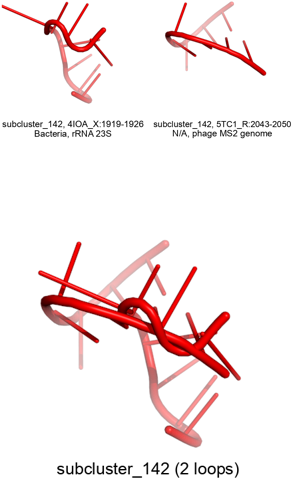 subcluster_142, 4IOA_X:1919-1926
Bacteria, rRNA 23S
subcluster_142, 5TC1_R:2043-2050
N/A, phage MS2 genome
subcluster_142 (2 loops)